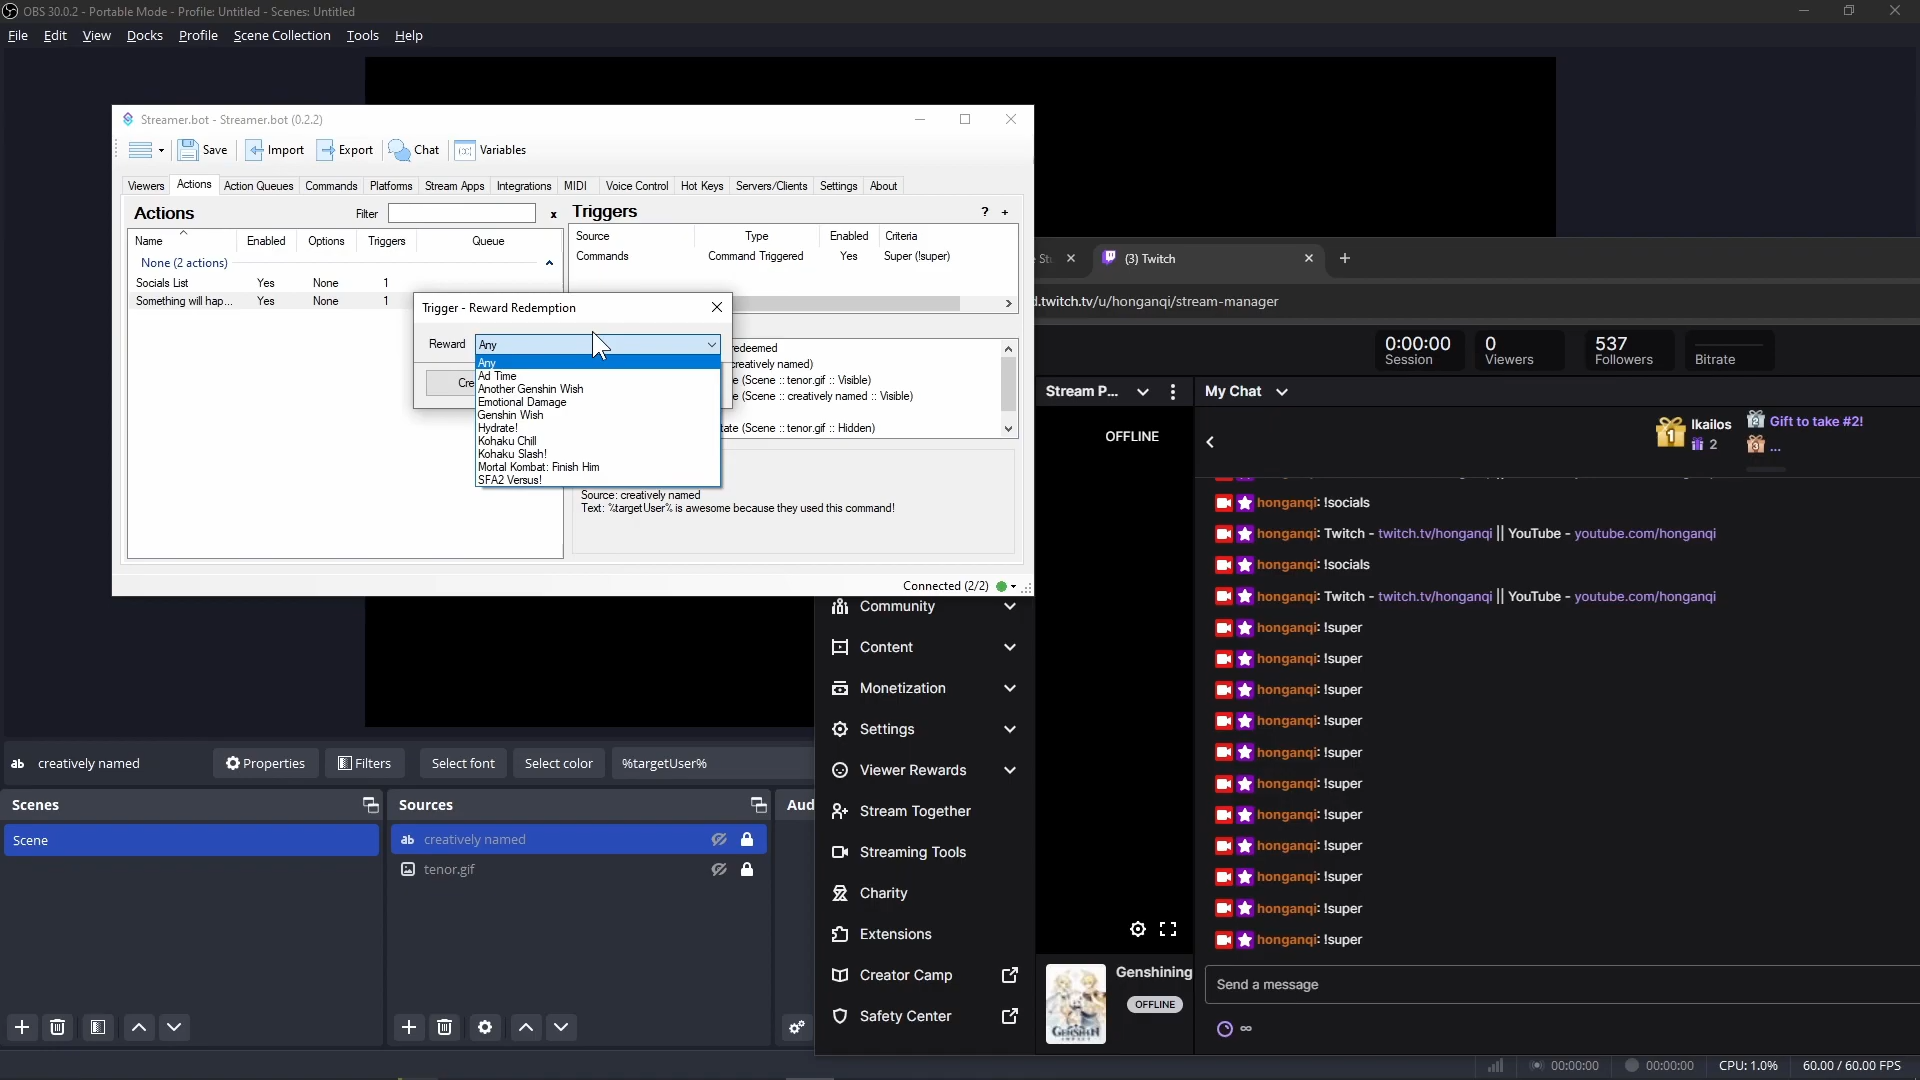 OBS 30.0.2 - Portable Mode - Profile: Untitled - Scenes: Untitled
File Edit View Docks Profile Scene Collection Tools Help
Streamer.bot - Streamer.bot (0.2.2)
Save Import Export Chat Variables
Viewers Actions Action Queues Commands Platforms Stream Apps Integrations MIDI Voice Control Hot Keys Servers/Clients Settings About
Actions Filter x
Name Enabled Options Triggers Queue
None (2 actions)
Socials List Yes None 1
Something will hap... Yes None 1
Triggers ? +
Source Type Enabled Criteria
Commands Command Triggered Yes Super (!super)
Trigger - Reward Redemption
Reward Any
Any
Ad Time
Another Genshin Wish
Emotional Damage
Genshin Wish
Hydrate!
Kohaku Chill
Kohaku Slash!
Mortal Kombat: Finish Him
SFA2 Versus!
Cre
redeemed
creatively named)
e (Scene :: tenor.gif :: Visible)
e (Scene :: creatively named :: Visible)
tate (Scene :: tenor.gif :: Hidden)
Source: creatively named
Text: %targetUser% is awesome because they used this command!
Connected (2/2)
(3) Twitch
.twitch.tv/u/honganqi/stream-manager
0:00:00
Session
0
Viewers
537
Followers
Bitrate
Stream P...
OFFLINE
My Chat
1
lkailos
2
2
Gift to take #2!
3
...
honganqi: !socials
honganqi: Twitch - twitch.tv/honganqi || YouTube - youtube.com/honganqi
honganqi: !socials
honganqi: Twitch - twitch.tv/honganqi || YouTube - youtube.com/honganqi
honganqi: !super
honganqi: !super
honganqi: !super
honganqi: !super
honganqi: !super
honganqi: !super
honganqi: !super
honganqi: !super
honganqi: !super
honganqi: !super
honganqi: !super
Send a message
∞
Community
Content
Monetization
Settings
Viewer Rewards
Stream Together
Streaming Tools
Charity
Extensions
Creator Camp
Safety Center
Genshining
OFFLINE
GENSHIN
IMPACT
ab creatively named Properties Filters Select font Select color %targetUser%
Scenes
Scene
Sources
ab creatively named
tenor.gif
Aud
00:00:00 00:00:00 CPU: 1.0% 60.00 / 60.00 FPS